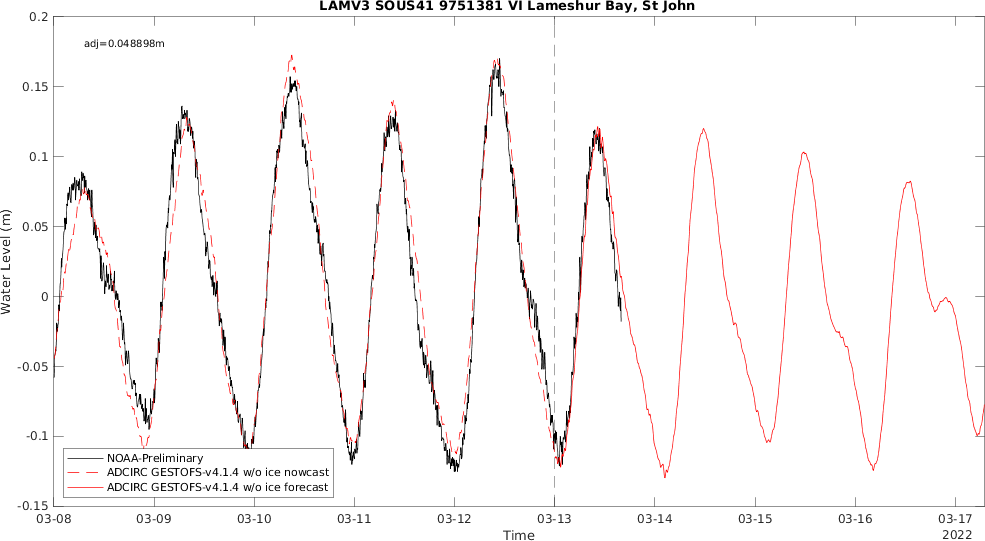 LAMV3 SOUS41 9751381 VI Lameshur Bay, St John
adj=0.048898m
0.2
0.15
0.1
0.05
0
-0.05
-0.1
-0.15
Water Level (m)
NOAA-Preliminary
ADCIRC GESTOFS-v4.1.4 w/o ice nowcast
ADCIRC GESTOFS-v4.1.4 w/o ice forecast
03-08 03-09 03-10 03-11 03-12 03-13 03-14 03-15 03-16 03-17
Time
2022